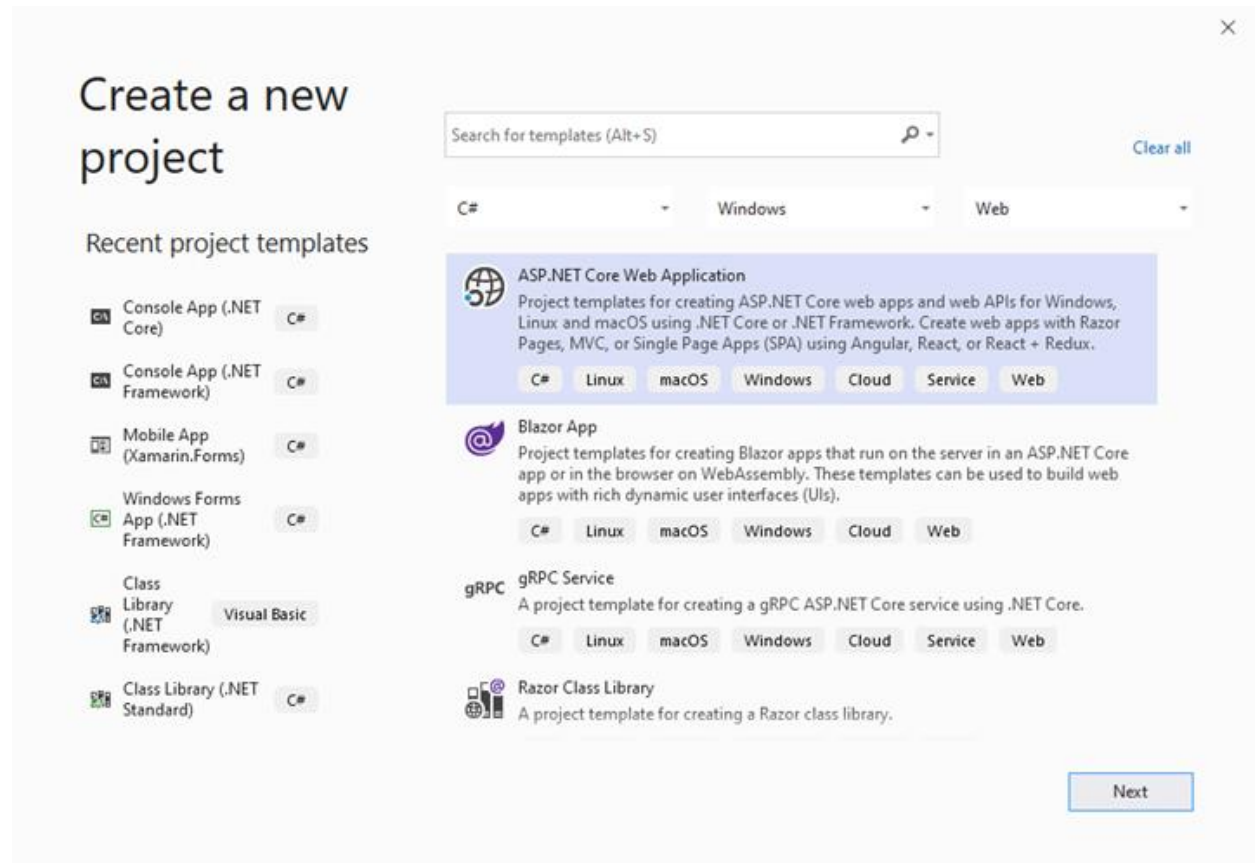 Create a new
project
Recent project templates
Console App (.NET
Core)
C#
Console App (.NET
Framework)
C#
Mobile App
(Xamarin.Forms)
C#
Windows Forms
App (.NET
Framework)
C#
Class
Library
(.NET
Framework)
Visual Basic
Class Library (.NET
Standard)
C#
Search for templates (Alt+S)
Clear all
C# Windows Web
ASP.NET Core Web Application
Project templates for creating ASP.NET Core web apps and web APIs for Windows,
Linux and macOS using .NET Core or .NET Framework. Create web apps with Razor
Pages, MVC, or Single Page Apps (SPA) using Angular, React, or React + Redux.
C# Linux macOS Windows Cloud Service Web
Blazor App
Project templates for creating Blazor apps that run on the server in an ASP.NET Core
app or in the browser on WebAssembly. These templates can be used to build web
apps with rich dynamic user interfaces (UIs).
C# Linux macOS Windows Cloud Web
gRPC
gRPC Service
A project template for creating a gRPC ASP.NET Core service using .NET Core.
C# Linux macOS Windows Cloud Service Web
Razor Class Library
A project template for creating a Razor class library.
Next